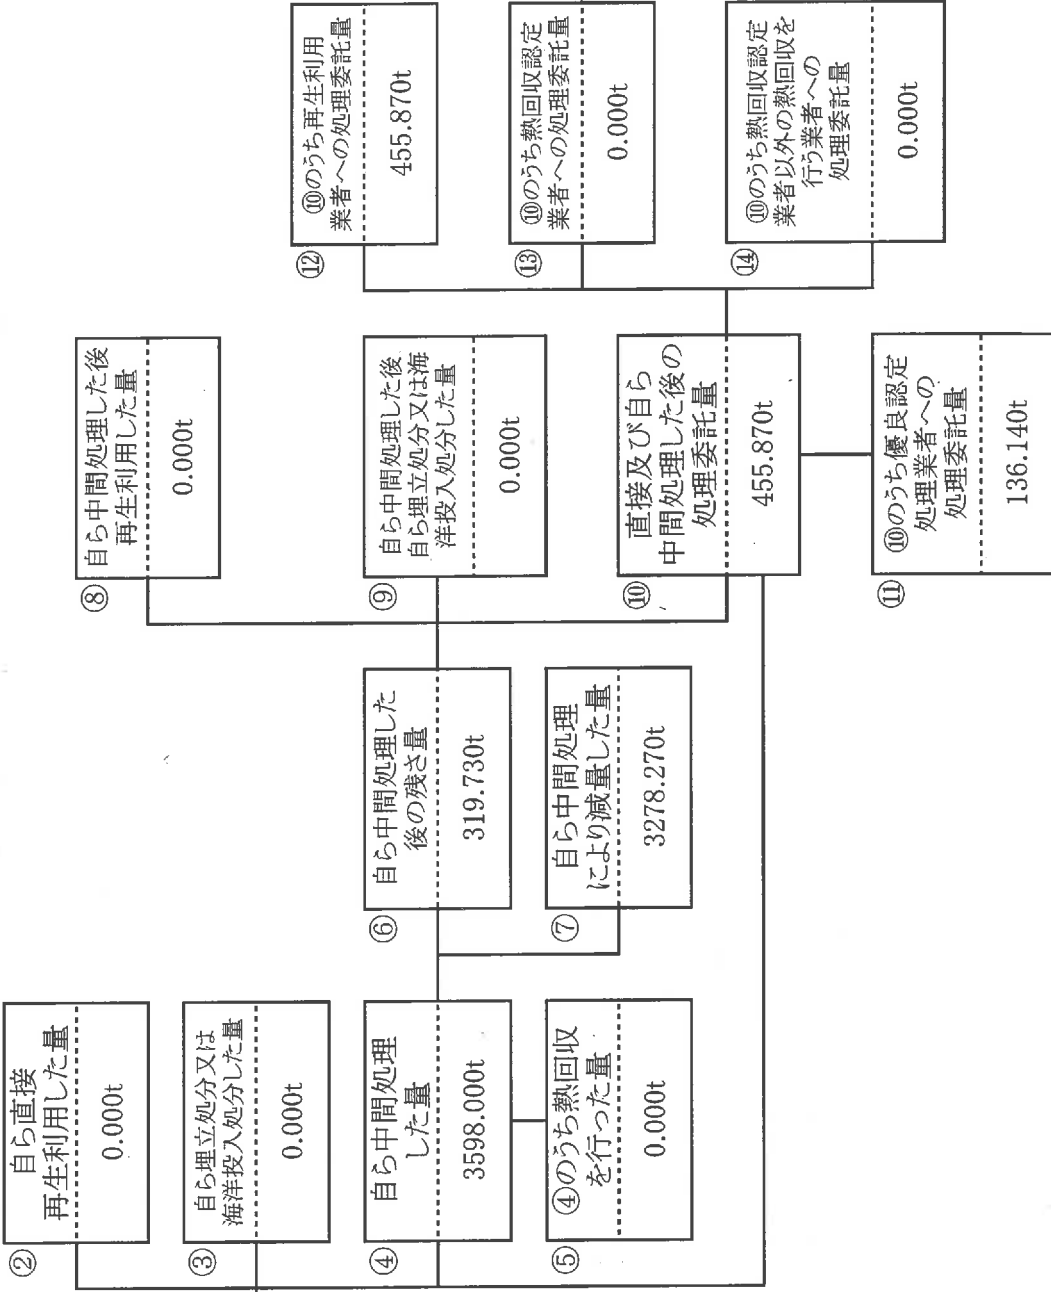 ②
自ら直接
再生利用した量
0.000t
③
自ら埋立処分又は
海洋投入処分した量
0.000t
④
自ら中間処理
した量
3598.000t
⑤
④のうち熱回収
を行った量
0.000t
⑥
自ら中間処理した
後の残さ量
319.730t
⑦
自ら中間処理
により減量した量
3278.270t
⑧
自ら中間処理した後
再生利用した量
0.000t
⑨
自ら中間処理した後
自ら埋立処分又は海
洋投入処分した量
0.000t
⑩
直接及び自ら
中間処理した後の
処理委託量
455.870t
⑪
⑩のうち優良認定
処理業者への
処理委託量
136.140t
⑫
⑩のうち再生利用
業者への処理委託量
455.870t
⑬
⑩のうち熱回収認定
業者への処理委託量
0.000t
⑭
⑩のうち熱回収認定
業者以外の熱回収を
行う業者への
処理委託量
0.000t